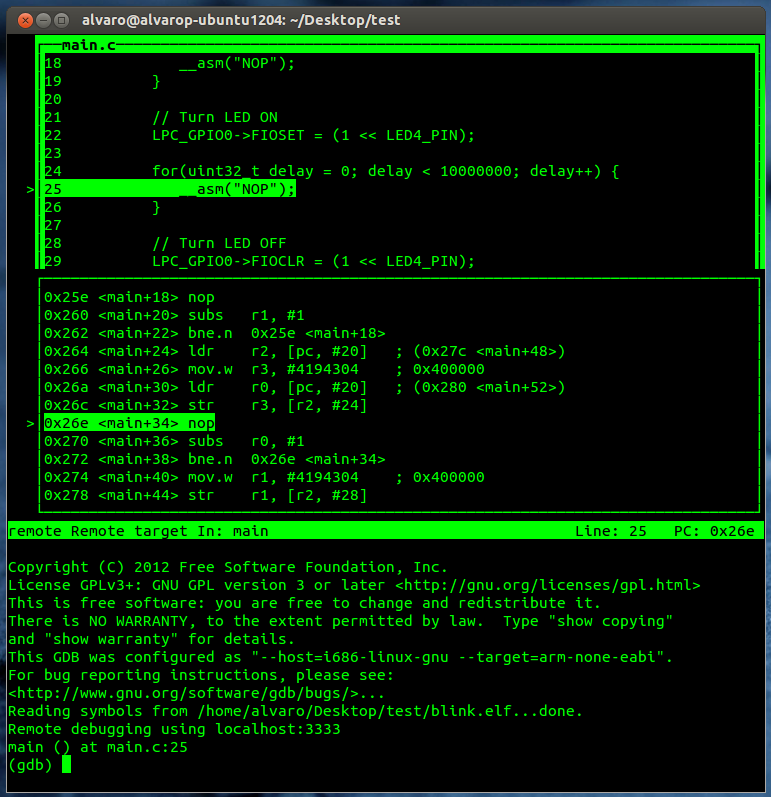 alvaro@alvarop-ubuntu1204: ~/Desktop/test
main.c
18             __asm("NOP");
19          }
20
21          // Turn LED ON
22          LPC_GPIO0->FIOSET = (1 << LED4_PIN);
23
24          for(uint32_t delay = 0; delay < 10000000; delay++) {
>25             __asm("NOP");
26          }
27
28          // Turn LED OFF
29          LPC_GPIO0->FIOCLR = (1 << LED4_PIN);
0x25e <main+18> nop
0x260 <main+20> subs   r1, #1
0x262 <main+22> bne.n  0x25e <main+18>
0x264 <main+24> ldr    r2, [pc, #20]   ; (0x27c <main+48>)
0x266 <main+26> mov.w  r3, #4194304    ; 0x400000
0x26a <main+30> ldr    r0, [pc, #20]   ; (0x280 <main+52>)
0x26c <main+32> str    r3, [r2, #24]
>0x26e <main+34> nop
0x270 <main+36> subs   r0, #1
0x272 <main+38> bne.n  0x26e <main+34>
0x274 <main+40> mov.w  r1, #4194304    ; 0x400000
0x278 <main+44> str    r1, [r2, #28]
remote Remote target In: main                                  Line: 25   PC: 0x26e
Copyright (C) 2012 Free Software Foundation, Inc.
License GPLv3+: GNU GPL version 3 or later <http://gnu.org/licenses/gpl.html>
This is free software: you are free to change and redistribute it.
There is NO WARRANTY, to the extent permitted by law.  Type "show copying"
and "show warranty" for details.
This GDB was configured as "--host=i686-linux-gnu --target=arm-none-eabi".
For bug reporting instructions, please see:
<http://www.gnu.org/software/gdb/bugs/>...
Reading symbols from /home/alvaro/Desktop/test/blink.elf...done.
Remote debugging using localhost:3333
main () at main.c:25
(gdb)